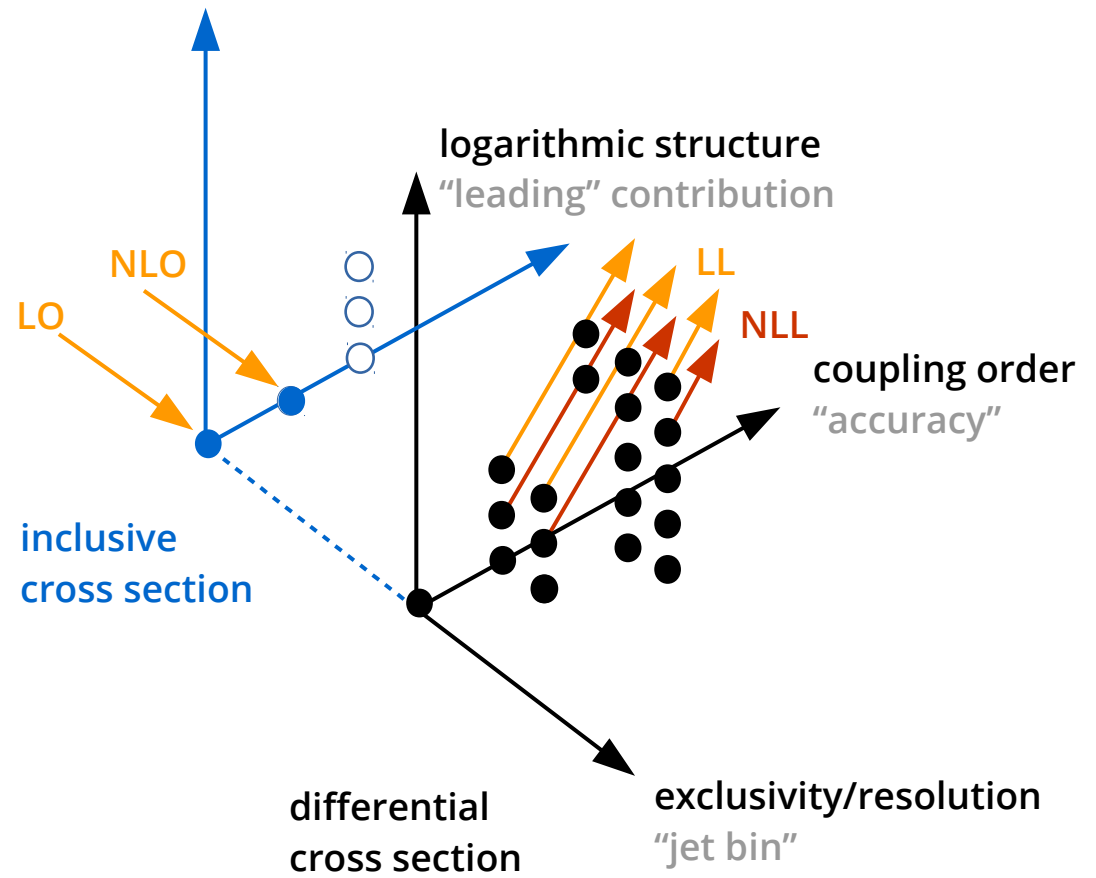 logarithmic structure
“leading” contribution
NLO
LL
LO
NLL
coupling order
“accuracy”
inclusive
cross section
differential
cross section
exclusivity/resolution
“jet bin”